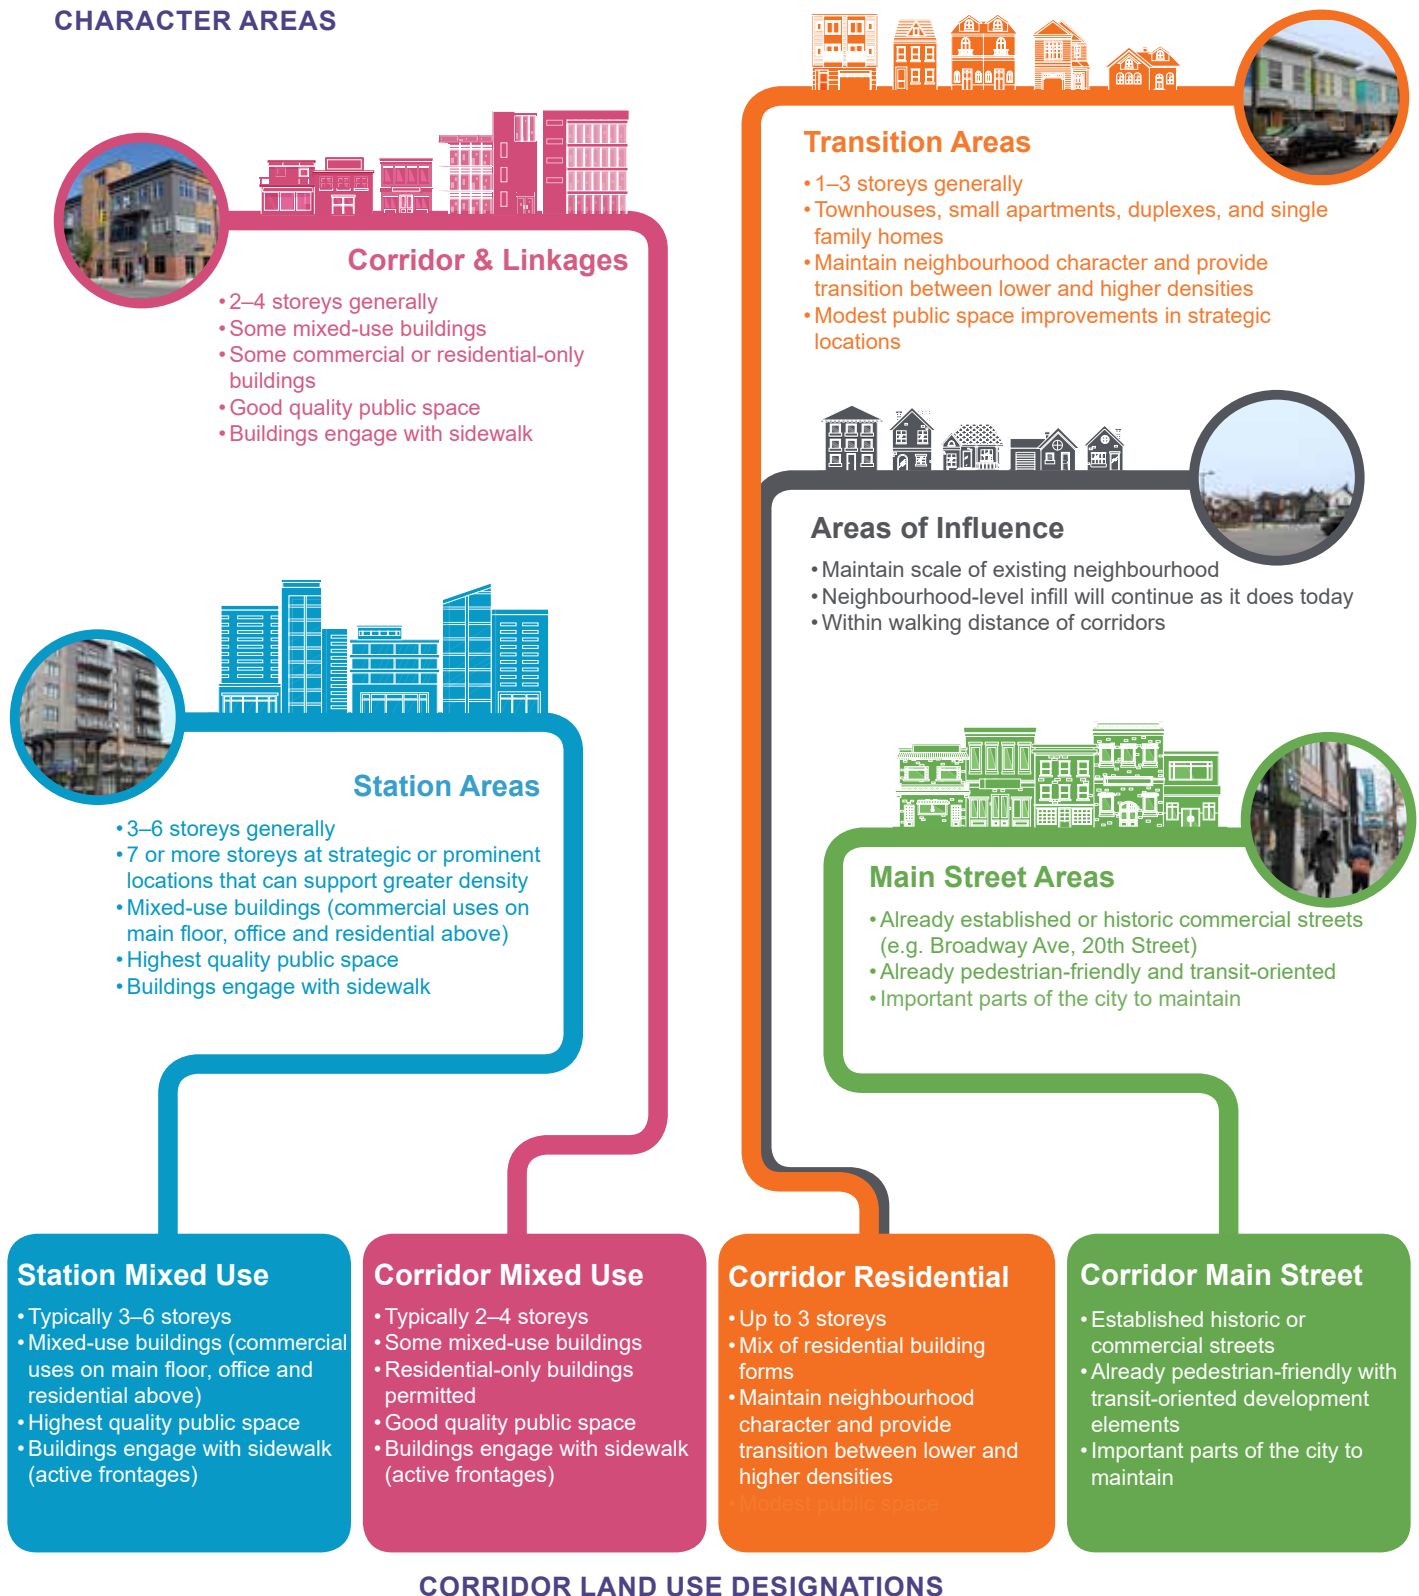 CHARACTER AREAS
Corridor & Linkages
•2–4 storeys generally
•Some mixed-use buildings
•Some commercial or residential-only
buildings
•Good quality public space
•Buildings engage with sidewalk
Station Areas
•3–6 storeys generally
•7 or more storeys at strategic or prominent
locations that can support greater density
•Mixed-use buildings (commercial uses on
main floor, office and residential above)
•Highest quality public space
•Buildings engage with sidewalk
Transition Areas
•1–3 storeys generally
•Townhouses, small apartments, duplexes, and single
family homes
•Maintain neighbourhood character and provide
transition between lower and higher densities
•Modest public space improvements in strategic
locations
Areas of Influence
•Maintain scale of existing neighbourhood
•Neighbourhood-level infill will continue as it does today
•Within walking distance of corridors
Main Street Areas
•Already established or historic commercial streets
(e.g. Broadway Ave, 20th Street)
•Already pedestrian-friendly and transit-oriented
•Important parts of the city to maintain
Station Mixed Use
•Typically 3–6 storeys
•Mixed-use buildings (commercial
uses on main floor, office and
residential above)
•Highest quality public space
•Buildings engage with sidewalk
(active frontages)
Corridor Mixed Use
•Typically 2–4 storeys
•Some mixed-use buildings
•Residential-only buildings
permitted
•Good quality public space
•Buildings engage with sidewalk
(active frontages)
Corridor Residential
•Up to 3 storeys
•Mix of residential building
forms
•Maintain neighbourhood
character and provide
transition between lower and
higher densities
•Modest public space
Corridor Main Street
•Established historic or
commercial streets
•Already pedestrian-friendly with
transit-oriented development
elements
•Important parts of the city to
maintain
CORRIDOR LAND USE DESIGNATIONS